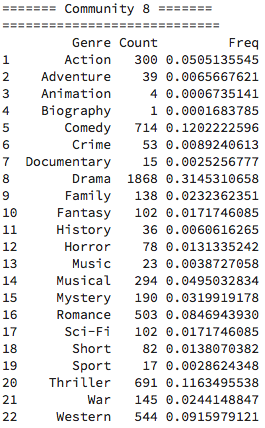 ======= Community 8 =======
===========================
Genre Count Freq
1 Action 300 0.0505135545
2 Adventure 39 0.0065667621
3 Animation 4 0.0006735141
4 Biography 1 0.0001683785
5 Comedy 714 0.1202222596
6 Crime 53 0.0089240613
7 Documentary 15 0.0025256777
8 Drama 1868 0.3145310658
9 Family 138 0.0232362351
10 Fantasy 102 0.0171746085
11 History 36 0.0060616265
12 Horror 78 0.0131335242
13 Music 23 0.0038727058
14 Musical 294 0.0495032834
15 Mystery 190 0.0319919178
16 Romance 503 0.0846943930
17 Sci-Fi 102 0.0171746085
18 Short 82 0.0138070382
19 Sport 17 0.0028624348
20 Thriller 691 0.1163495538
21 War 145 0.0244148847
22 Western 544 0.0915979121